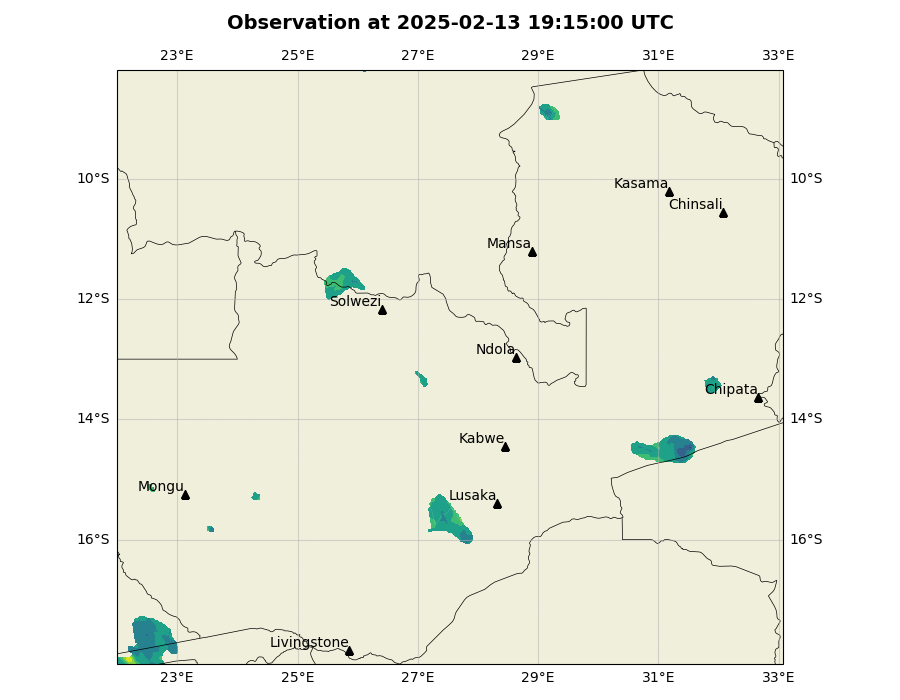 Observation at 2025-02-13 19:15:00 UTC
23°E 25°E 27°E 29°E 31°E 33°E
10°S 10°S
Kasama
Chinsali
Mansa
12°S 12°S
Solwezi
Ndola
Chipata
14°S 14°S
Kabwe
Mongu
Lusaka
16°S 16°S
Livingstone
23°E 25°E 27°E 29°E 31°E 33°E